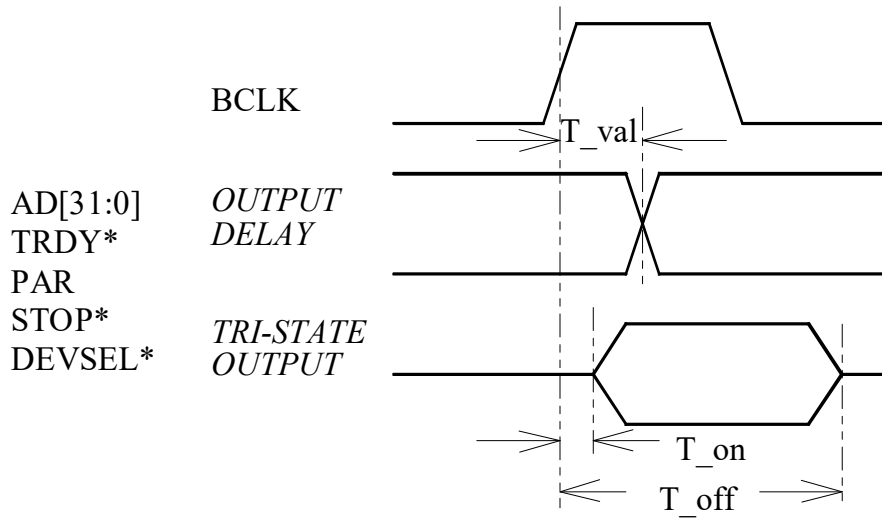 BCLK
T_val
AD[31:0]
TRDY*
PAR
STOP*
DEVSEL*
OUTPUT
DELAY
TRI-STATE
OUTPUT
T_on
T_off